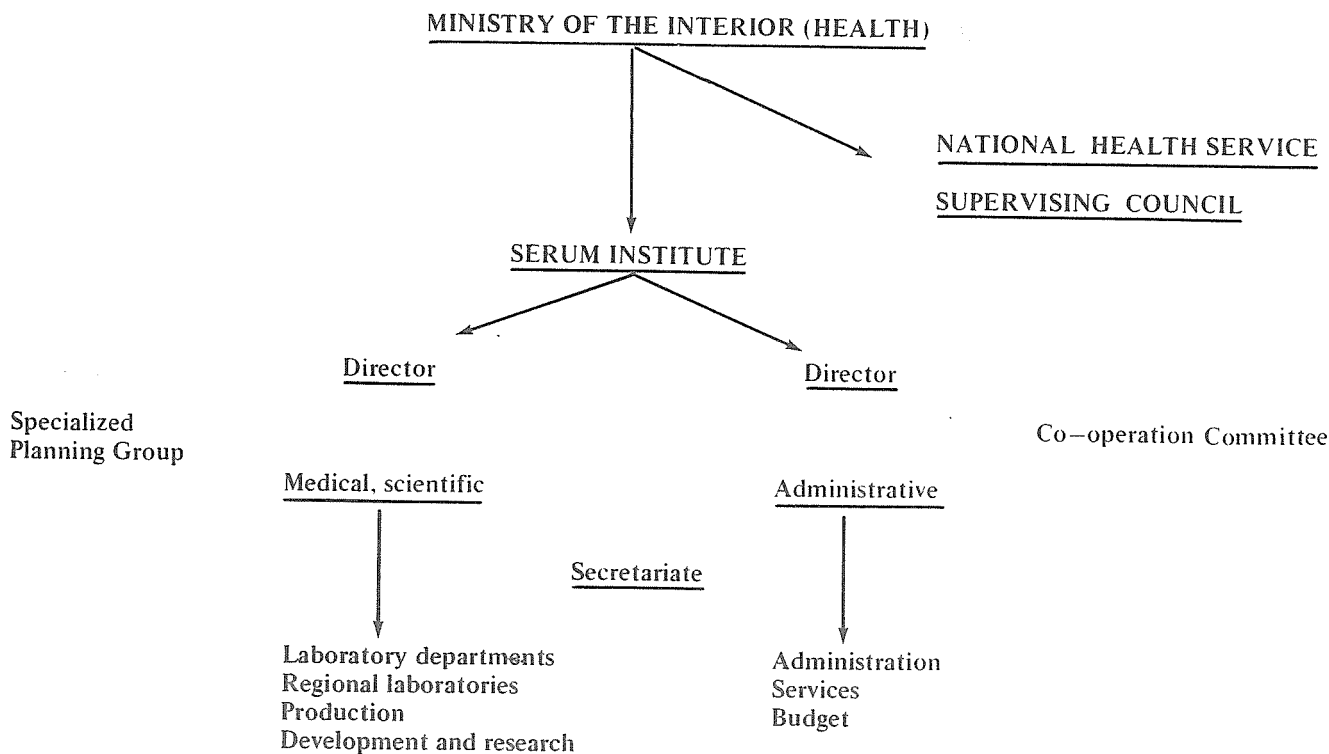 MINISTRY OF THE INTERIOR (HEALTH)
NATIONAL HEALTH SERVICE
SUPERVISING COUNCIL
SERUM INSTITUTE
Director
Director
Specialized
Planning Group
Co-operation Committee
Medical, scientific
Administrative
Secretariate
Laboratory departments
Regional laboratories
Production
Development and research
Administration
Services
Budget